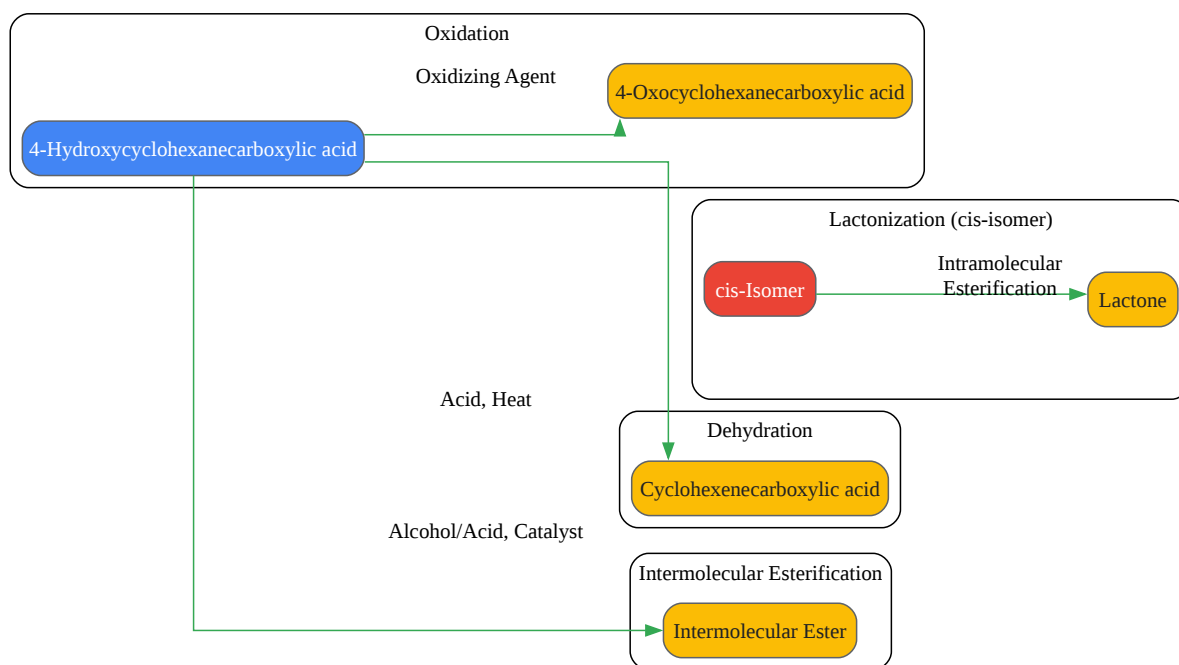 Oxidation
Oxidizing Agent
4-Oxocyclohexanecarboxylic acid
4-Hydroxycyclohexanecarboxylic acid
Lactonization (cis-isomer)
cis-Isomer
Intramolecular
Esterification
Lactone
Acid, Heat
Dehydration
Cyclohexenecarboxylic acid
Alcohol/Acid, Catalyst
Intermolecular Esterification
Intermolecular Ester